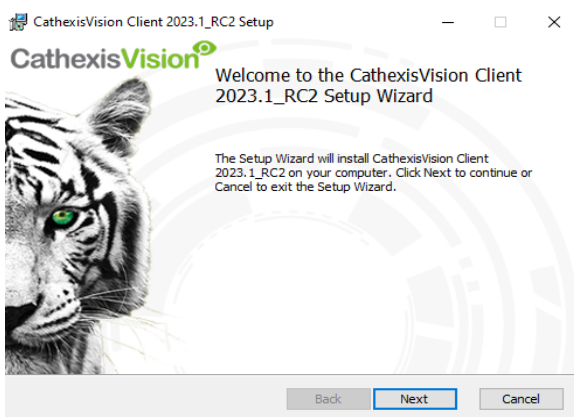 CathexisVision Client 2023.1_RC2 Setup
CathexisVision
Welcome to the CathexisVision Client
2023.1_RC2 Setup Wizard
The Setup Wizard will install CathexisVision Client
2023.1_RC2 on your computer. Click Next to continue or
Cancel to exit the Setup Wizard.
Back Next Cancel